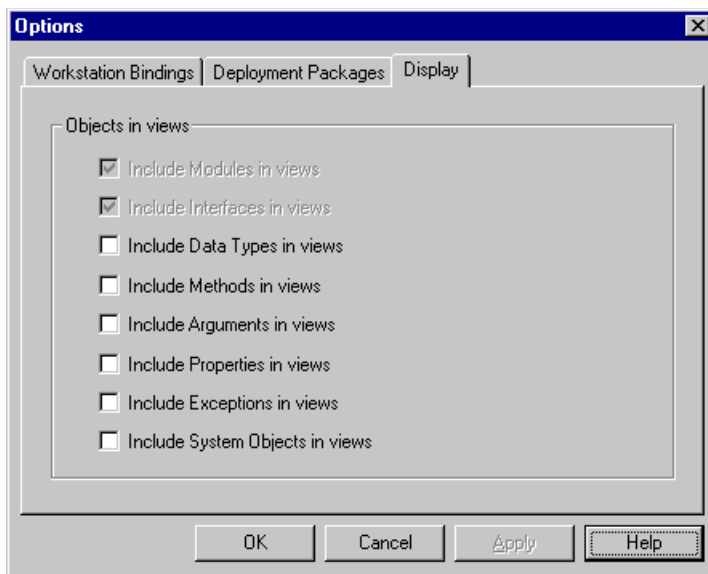 Options
Workstation Bindings Deployment Packages Display
Objects in views
Include Modules in views
Include Interfaces in views
Include Data Types in views
Include Methods in views
Include Arguments in views
Include Properties in views
Include Exceptions in views
Include System Objects in views
OK Cancel Apply Help